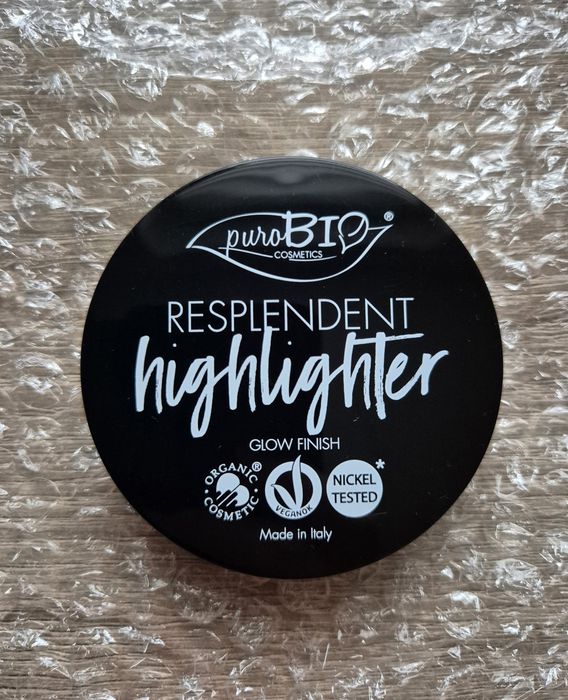 puroBIO®
COSMETICS
RESPLENDENT
highlighter
GLOW FINISH
ORGANIC®
COSMETIC
VEGANOK
NICKEL
TESTED*
Made in Italy